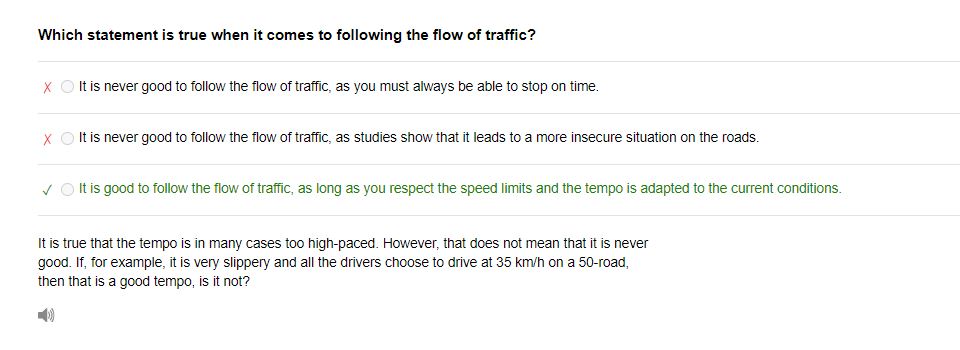 Which statement is true when it comes to following the flow of traffic?
It is never good to follow the flow of traffic, as you must always be able to stop on time.
It is never good to follow the flow of traffic, as studies show that it leads to a more insecure situation on the roads.
It is good to follow the flow of traffic, as long as you respect the speed limits and the tempo is adapted to the current conditions.
It is true that the tempo is in many cases too high-paced. However, that does not mean that it is never
good. If, for example, it is very slippery and all the drivers choose to drive at 35 km/h on a 50-road,
then that is a good tempo, is it not?